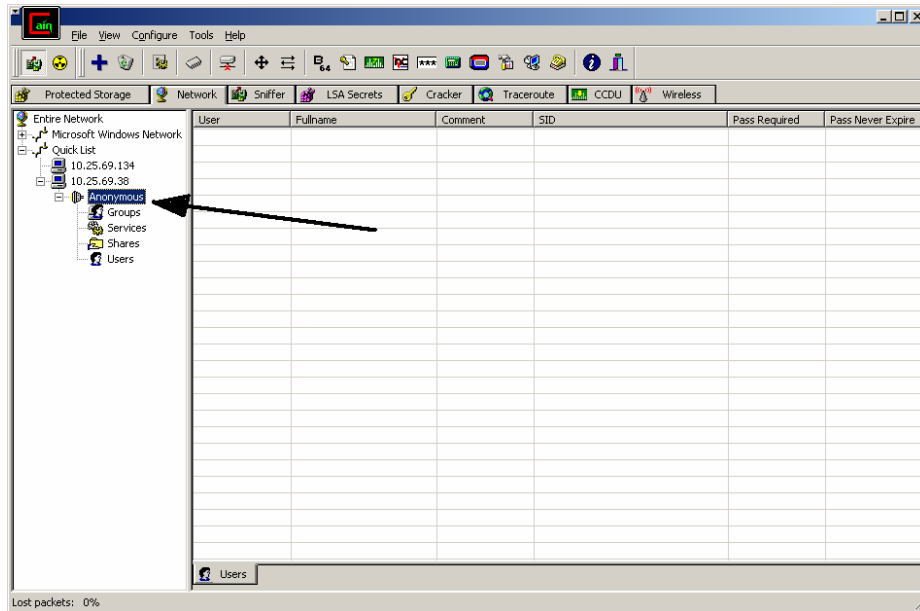 Cain
File View Configure Tools Help
B64 ***
Protected Storage Network Sniffer LSA Secrets Cracker Traceroute CCDU Wireless
Entire Network
Microsoft Windows Network
Quick List
10.25.69.134
10.25.69.38
Anonymous
Groups
Services
Shares
Users
User Fullname Comment SID Pass Required Pass Never Expire
Users
Lost packets: 0%